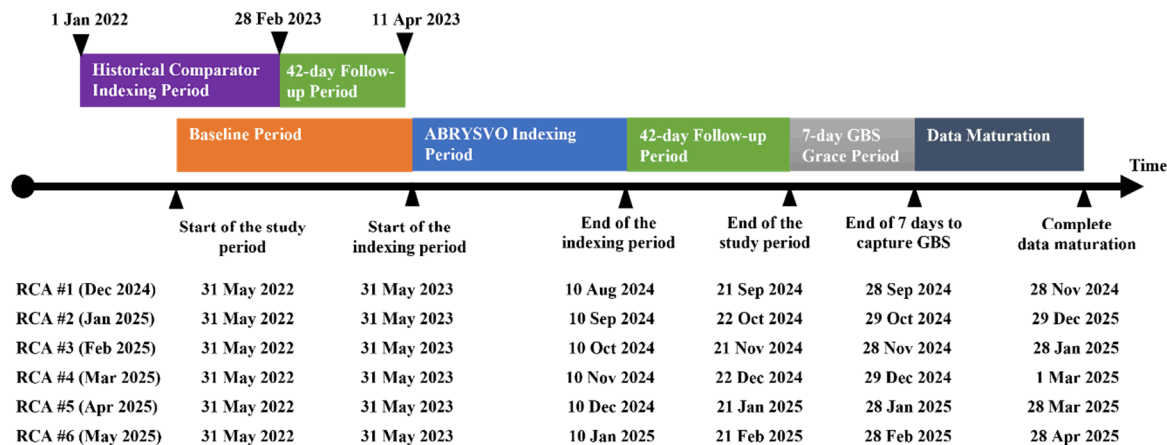 1 Jan 2022 28 Feb 2023 11 Apr 2023
Historical Comparator
Indexing Period
42-day Follow-
up Period
Baseline Period
ABRYSVO Indexing
Period
42-day Follow-up
Period
7-day GBS
Grace Period
Data Maturation
Time
Start of the study
period
Start of the
indexing period
End of the
indexing period
End of the
study period
End of 7 days to
capture GBS
Complete
data maturation
RCA #1 (Dec 2024) 31 May 2022 31 May 2023 10 Aug 2024 21 Sep 2024 28 Sep 2024 28 Nov 2024
RCA #2 (Jan 2025) 31 May 2022 31 May 2023 10 Sep 2024 22 Oct 2024 29 Oct 2024 29 Dec 2025
RCA #3 (Feb 2025) 31 May 2022 31 May 2023 10 Oct 2024 21 Nov 2024 28 Nov 2024 28 Jan 2025
RCA #4 (Mar 2025) 31 May 2022 31 May 2023 10 Nov 2024 22 Dec 2024 29 Dec 2024 1 Mar 2025
RCA #5 (Apr 2025) 31 May 2022 31 May 2023 10 Dec 2024 21 Jan 2025 28 Jan 2025 28 Mar 2025
RCA #6 (May 2025) 31 May 2022 31 May 2023 10 Jan 2025 21 Feb 2025 28 Feb 2025 28 Apr 2025